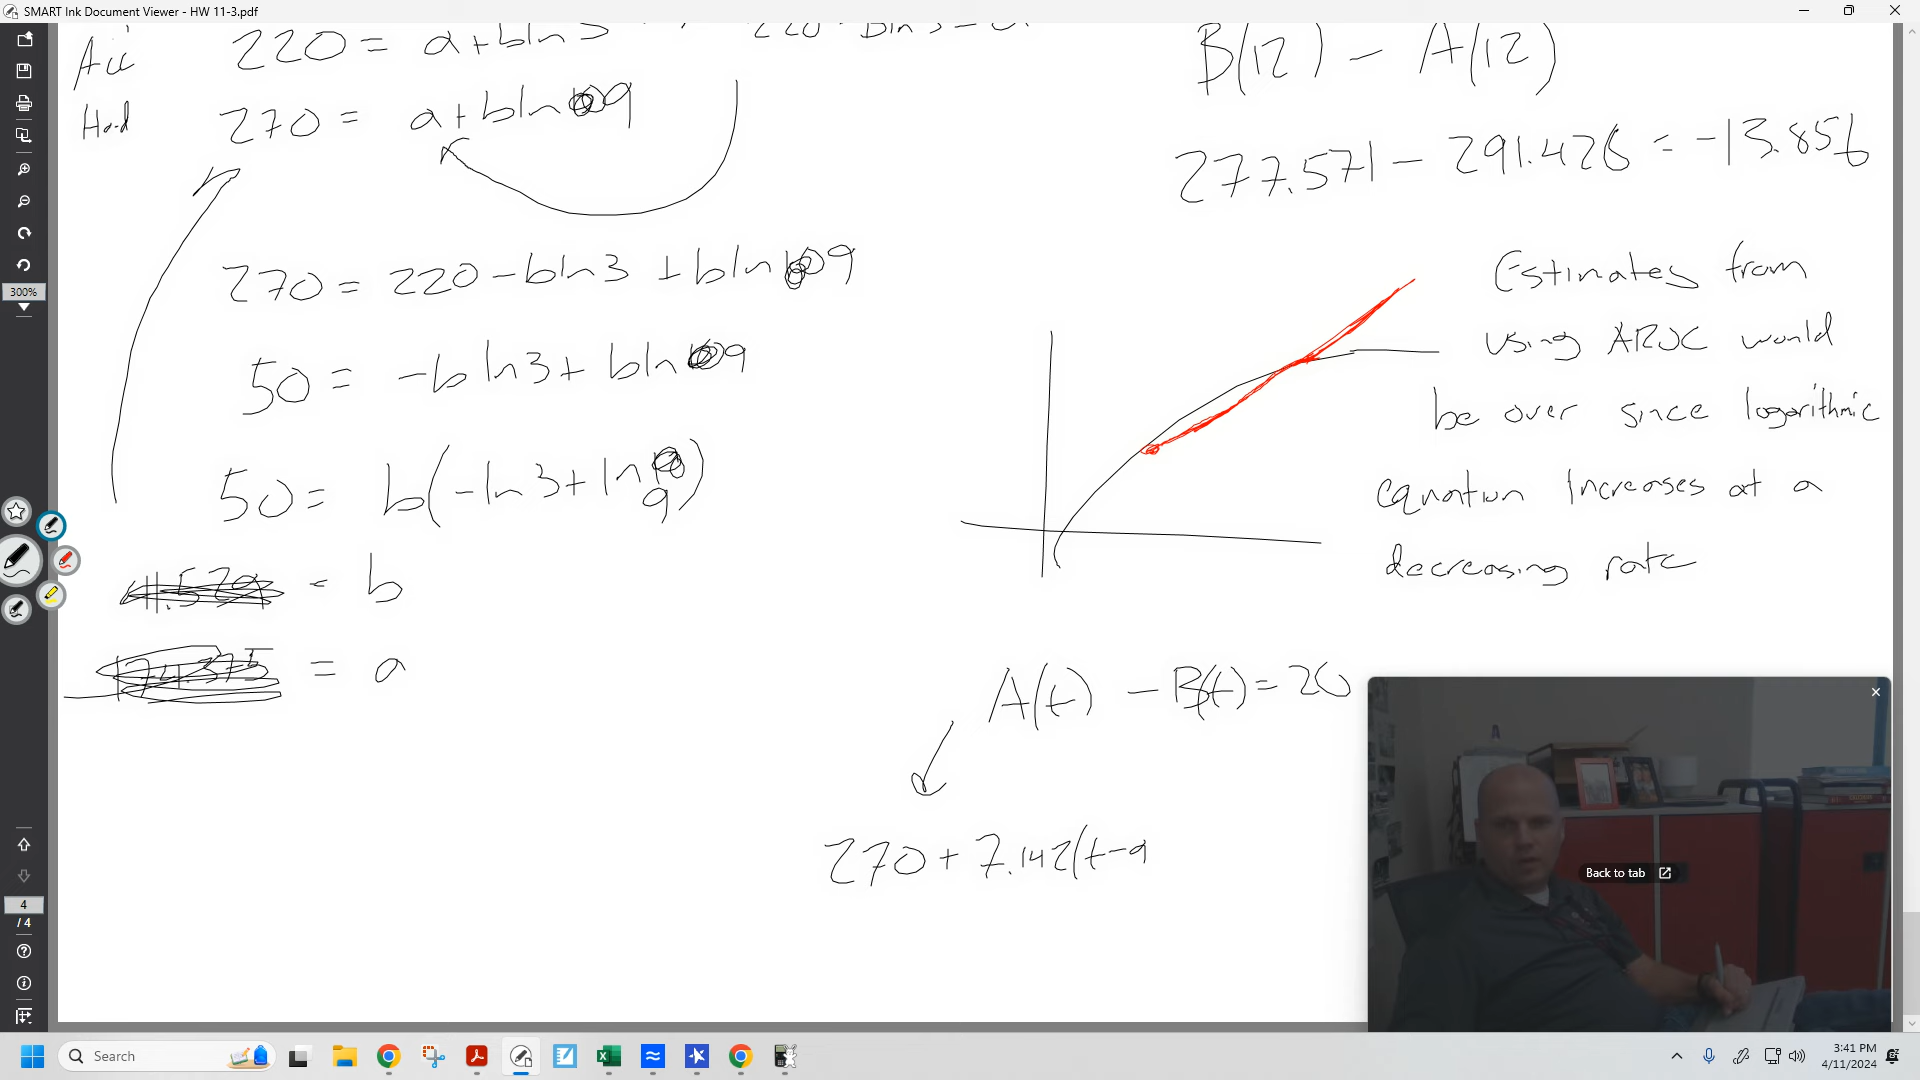 SMART Ink Document Viewer - HW 11-3.pdf
220 = a + b ln 3
270 = a + b ln 9
270 = 220 - b ln 3 + b ln 9
50 = -b ln 3 + b ln 9
50 = b(-ln 3 + ln 9)
= b
= a
B(12) - A(12)
277.571 - 291.426 = -13.856
Estimates from
using AROC would
be over since logarithmic
equation increases at a
decreasing rate
A(t) - B(t) = 20
270 + 7.142(t-9
300%
4
/ 4
Back to tab
Search
3:41 PM
4/11/2024